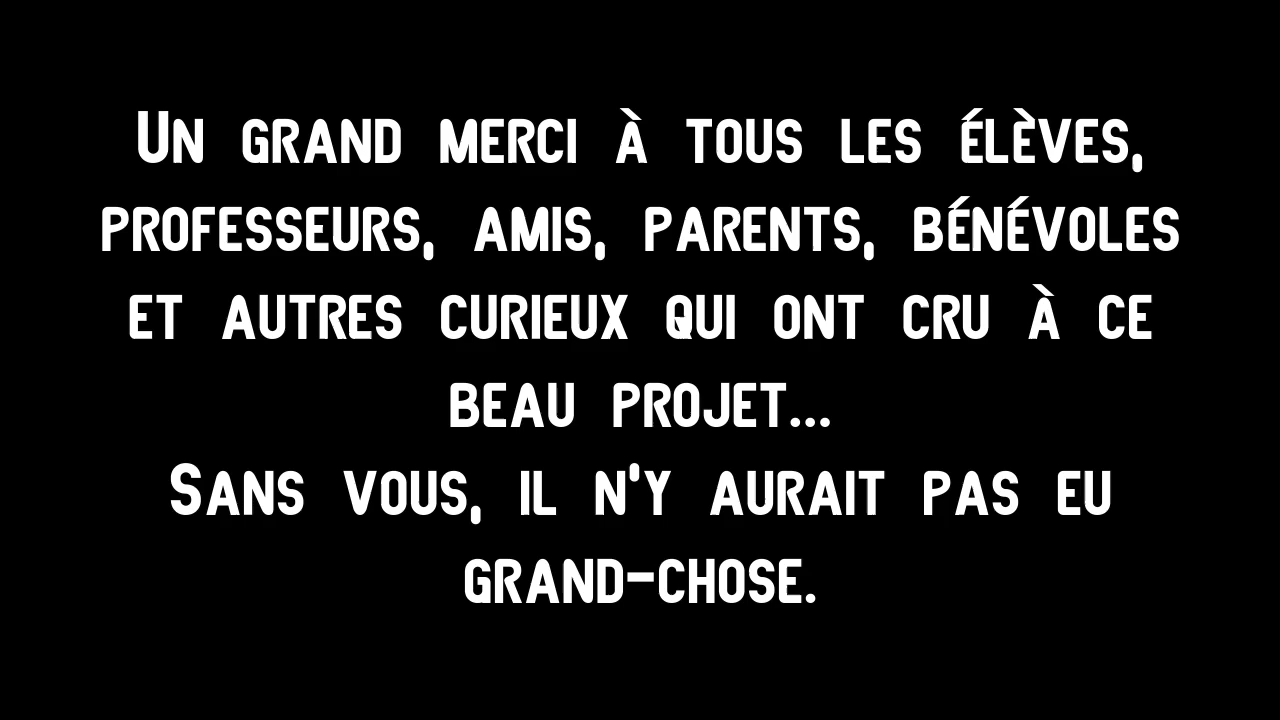 Un grand merci à tous les élèves,
professeurs, amis, parents, bénévoles
et autres curieux qui ont cru à ce
beau projet...
Sans vous, il n'y aurait pas eu
grand-chose.